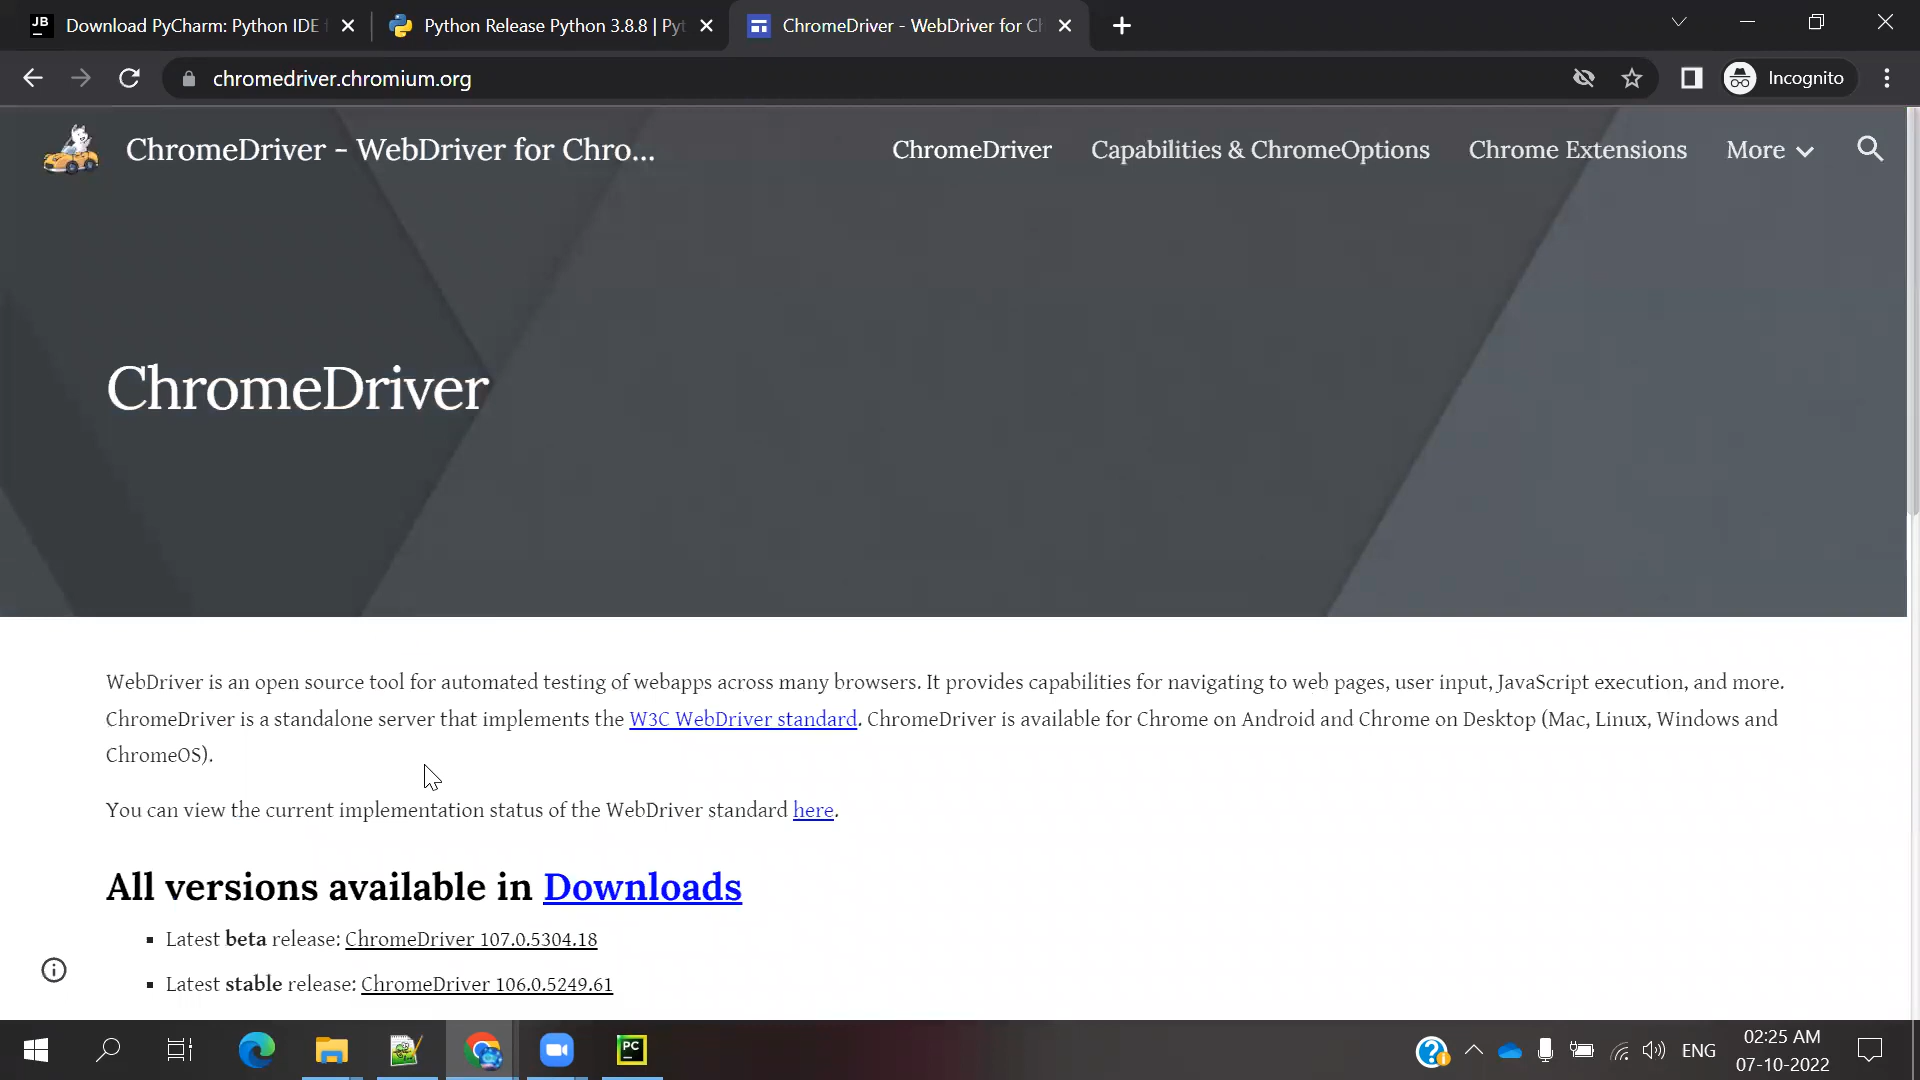 JB Download PyCharm: Python IDE f
Python Release Python 3.8.8 | Pyt
ChromeDriver - WebDriver for Ch
chromedriver.chromium.org
Incognito
ChromeDriver - WebDriver for Chro...
ChromeDriver
Capabilities & ChromeOptions
Chrome Extensions
More
ChromeDriver
WebDriver is an open source tool for automated testing of webapps across many browsers. It provides capabilities for navigating to web pages, user input, JavaScript execution, and more.
ChromeDriver is a standalone server that implements the W3C WebDriver standard. ChromeDriver is available for Chrome on Android and Chrome on Desktop (Mac, Linux, Windows and
ChromeOS).
You can view the current implementation status of the WebDriver standard here.
All versions available in Downloads
Latest beta release: ChromeDriver 107.0.5304.18
Latest stable release: ChromeDriver 106.0.5249.61
PC
ENG
02:25 AM
07-10-2022